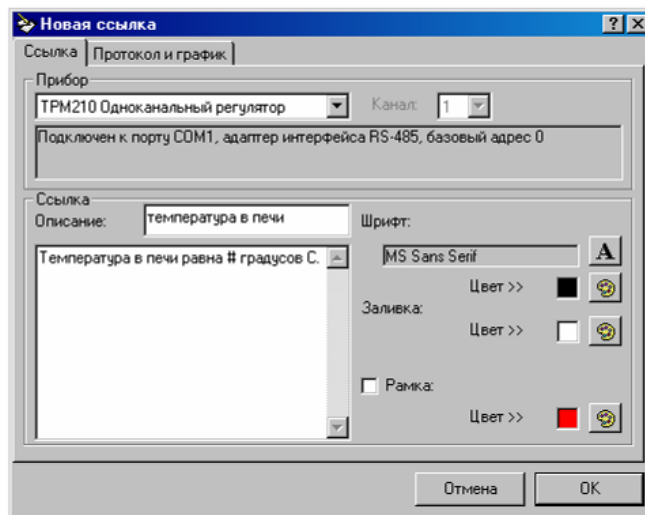 Новая ссылка
Ссылка Протокол и график
Прибор
ТРМ210 Одноканальный регулятор Канал: 1
Подключен к порту COM1, адаптер интерфейса RS-485, базовый адрес 0
Ссылка
Описание: температура в печи Шрифт:
Температура в печи равна # градусов С. MS Sans Serif A
Цвет >>
Заливка:
Цвет >>
Рамка:
Цвет >>
Отмена OK